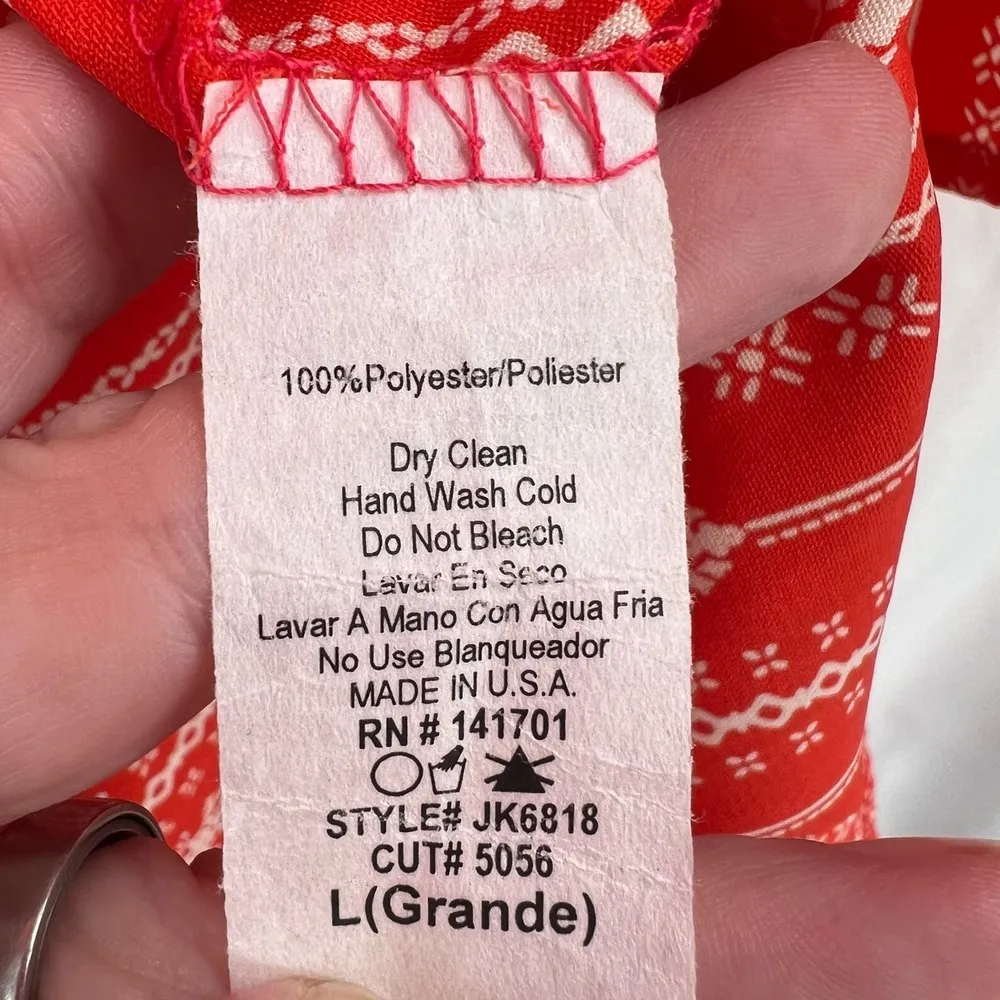 100%Polyester/Poliester
Dry Clean
Hand Wash Cold
Do Not Bleach
Lavar En Seco
Lavar A Mano Con Agua Fria
No Use Blanqueador
MADE IN U.S.A.
RN # 141701
STYLE# JK6818
CUT# 5056
L(Grande)